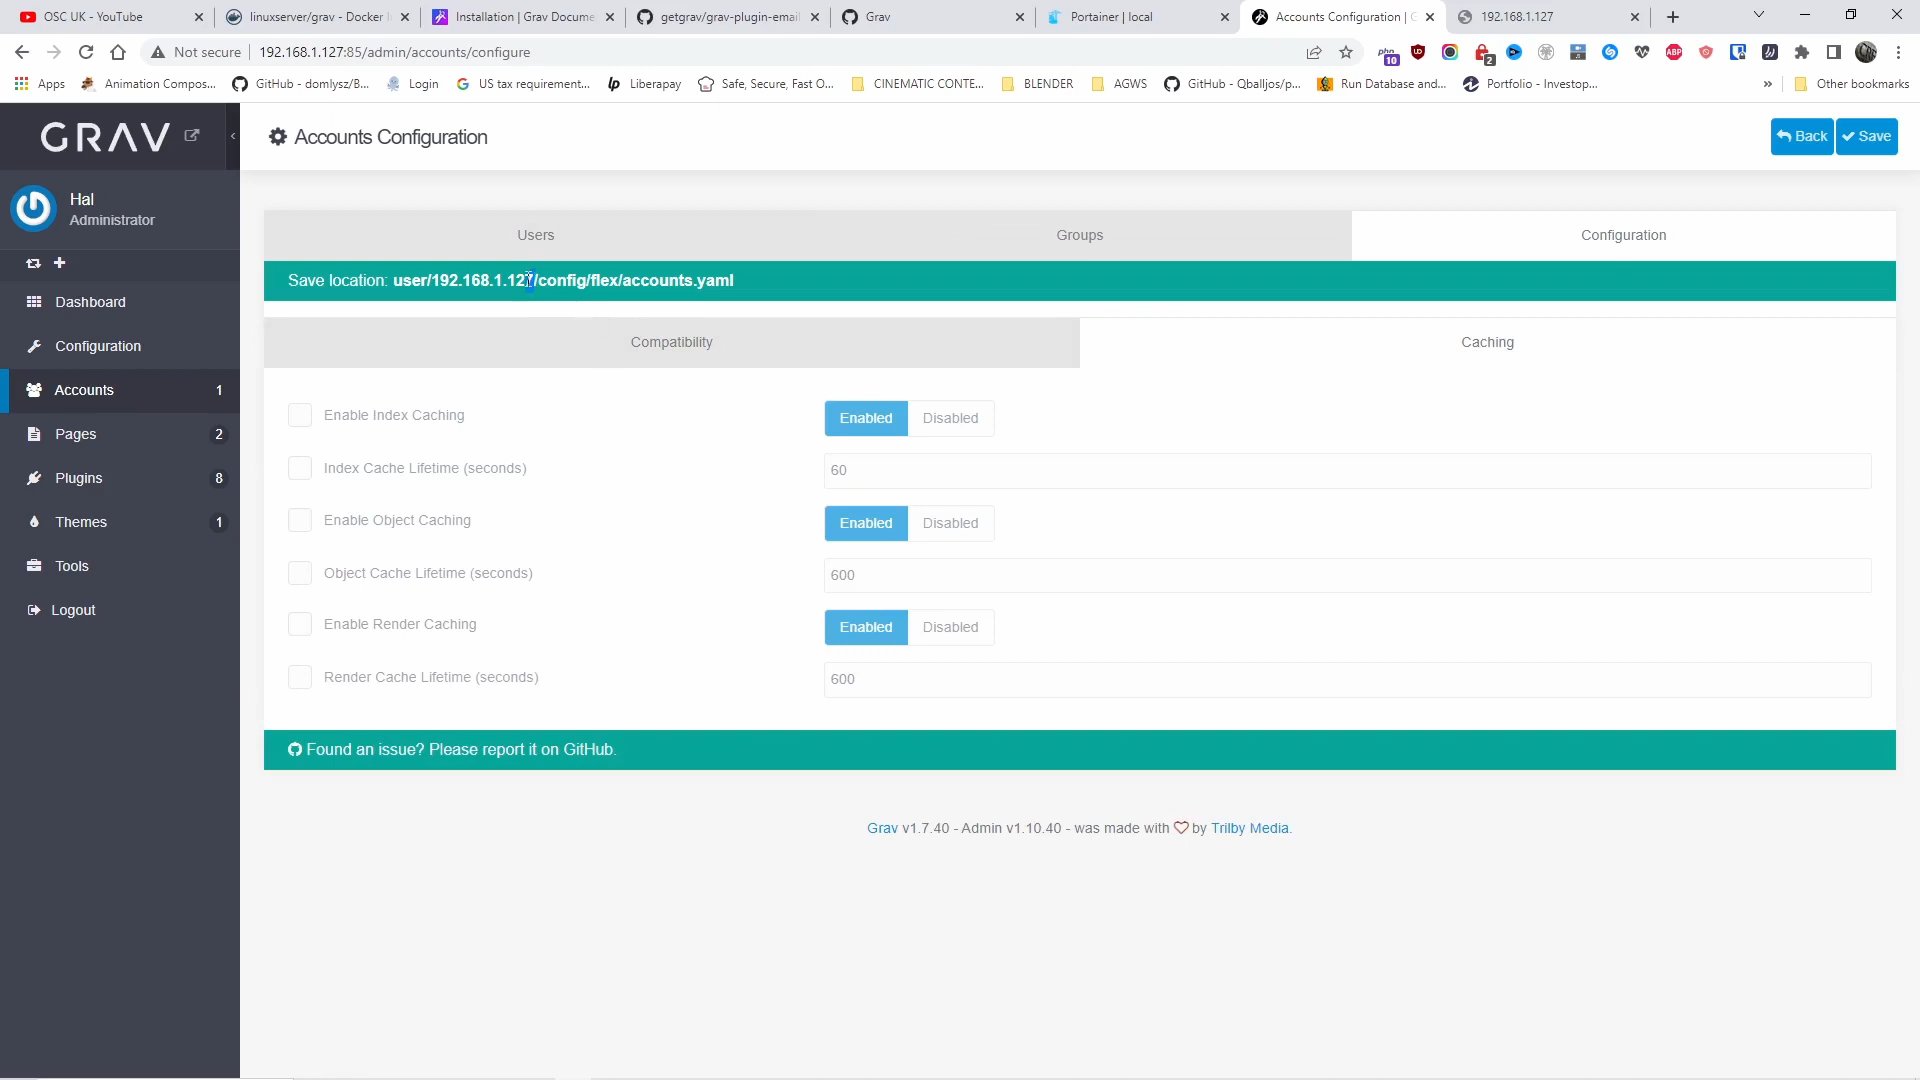 OSC UK - YouTube
linuxserver/grav - Docker I
Installation | Grav Docume
getgrav/grav-plugin-email
Grav
Portainer | local
Accounts Configuration | G
192.168.1.127
Not secure
192.168.1.127:85/admin/accounts/configure
php
10
2
ABP
Apps
Animation Compos...
GitHub - domlysz/B...
Login
US tax requirement...
Liberapay
Safe, Secure, Fast O...
CINEMATIC CONTE...
BLENDER
AGWS
GitHub - Qballjos/p...
Run Database and...
Portfolio - Investop...
Other bookmarks
GRAV
Accounts Configuration
Back
Save
Hal
Administrator
Dashboard
Configuration
Accounts 1
Pages 2
Plugins 8
Themes 1
Tools
Logout
Users
Groups
Configuration
Save location: user/192.168.1.127/config/flex/accounts.yaml
Compatibility
Caching
Enable Index Caching
Enabled
Disabled
Index Cache Lifetime (seconds)
60
Enable Object Caching
Enabled
Disabled
Object Cache Lifetime (seconds)
600
Enable Render Caching
Enabled
Disabled
Render Cache Lifetime (seconds)
600
Found an issue? Please report it on GitHub.
Grav v1.7.40 - Admin v1.10.40 - was made with by Trilby Media.